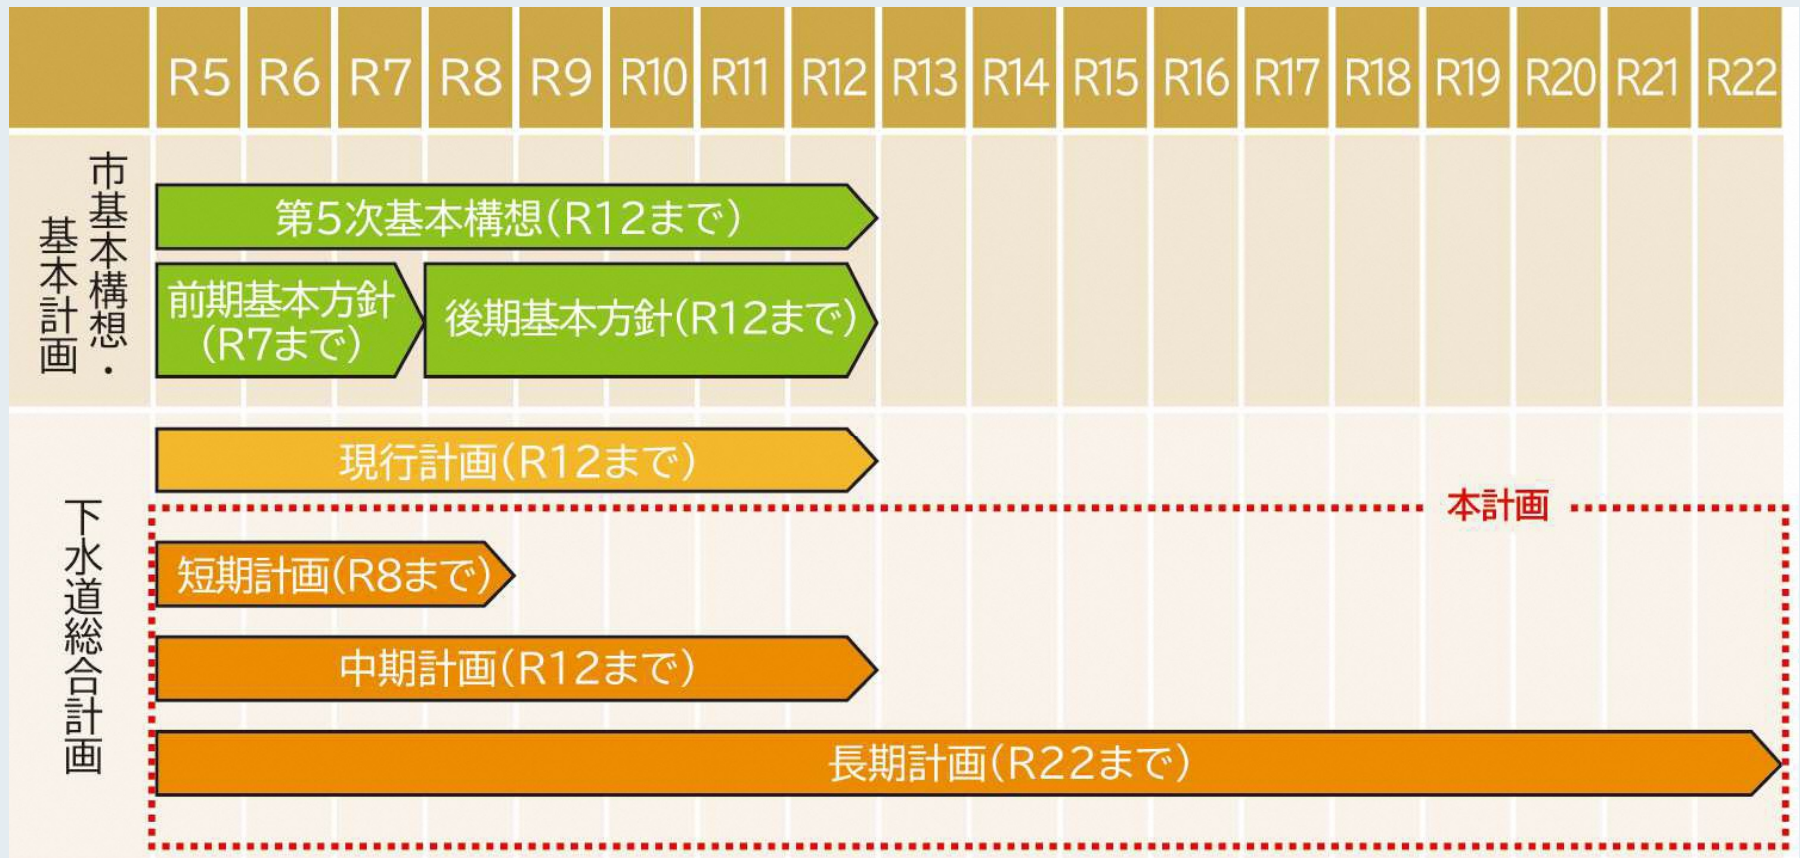 R5 R6 R7 R8 R9 R10 R11 R12 R13 R14 R15 R16 R17 R18 R19 R20 R21 R22
市基本構想・
基本計画
第5次基本構想(R12まで)
前期基本方針
(R7まで)
後期基本方針(R12まで)
下水道総合計画
現行計画(R12まで)
本計画
短期計画(R8まで)
中期計画(R12まで)
長期計画(R22まで)